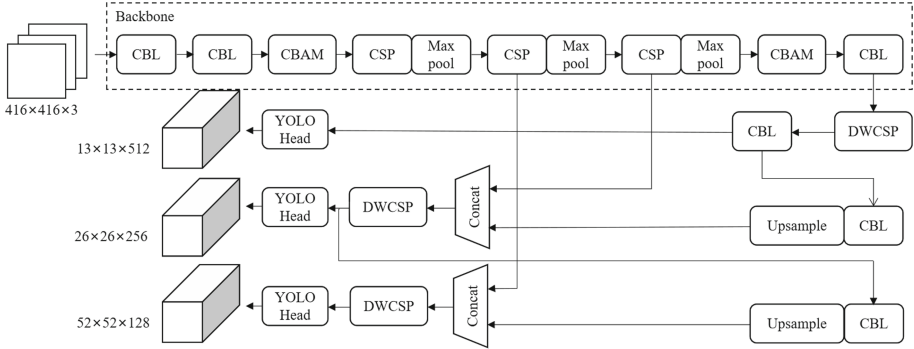 Backbone
CBL
CBL
CBAM
CSP
Max
pool
CSP
Max
pool
CSP
Max
pool
CBAM
CBL
416×416×3
13×13×512
YOLO
Head
CBL
DWCSP
26×26×256
YOLO
Head
DWCSP
Concat
Upsample
CBL
52×52×128
YOLO
Head
DWCSP
Concat
Upsample
CBL